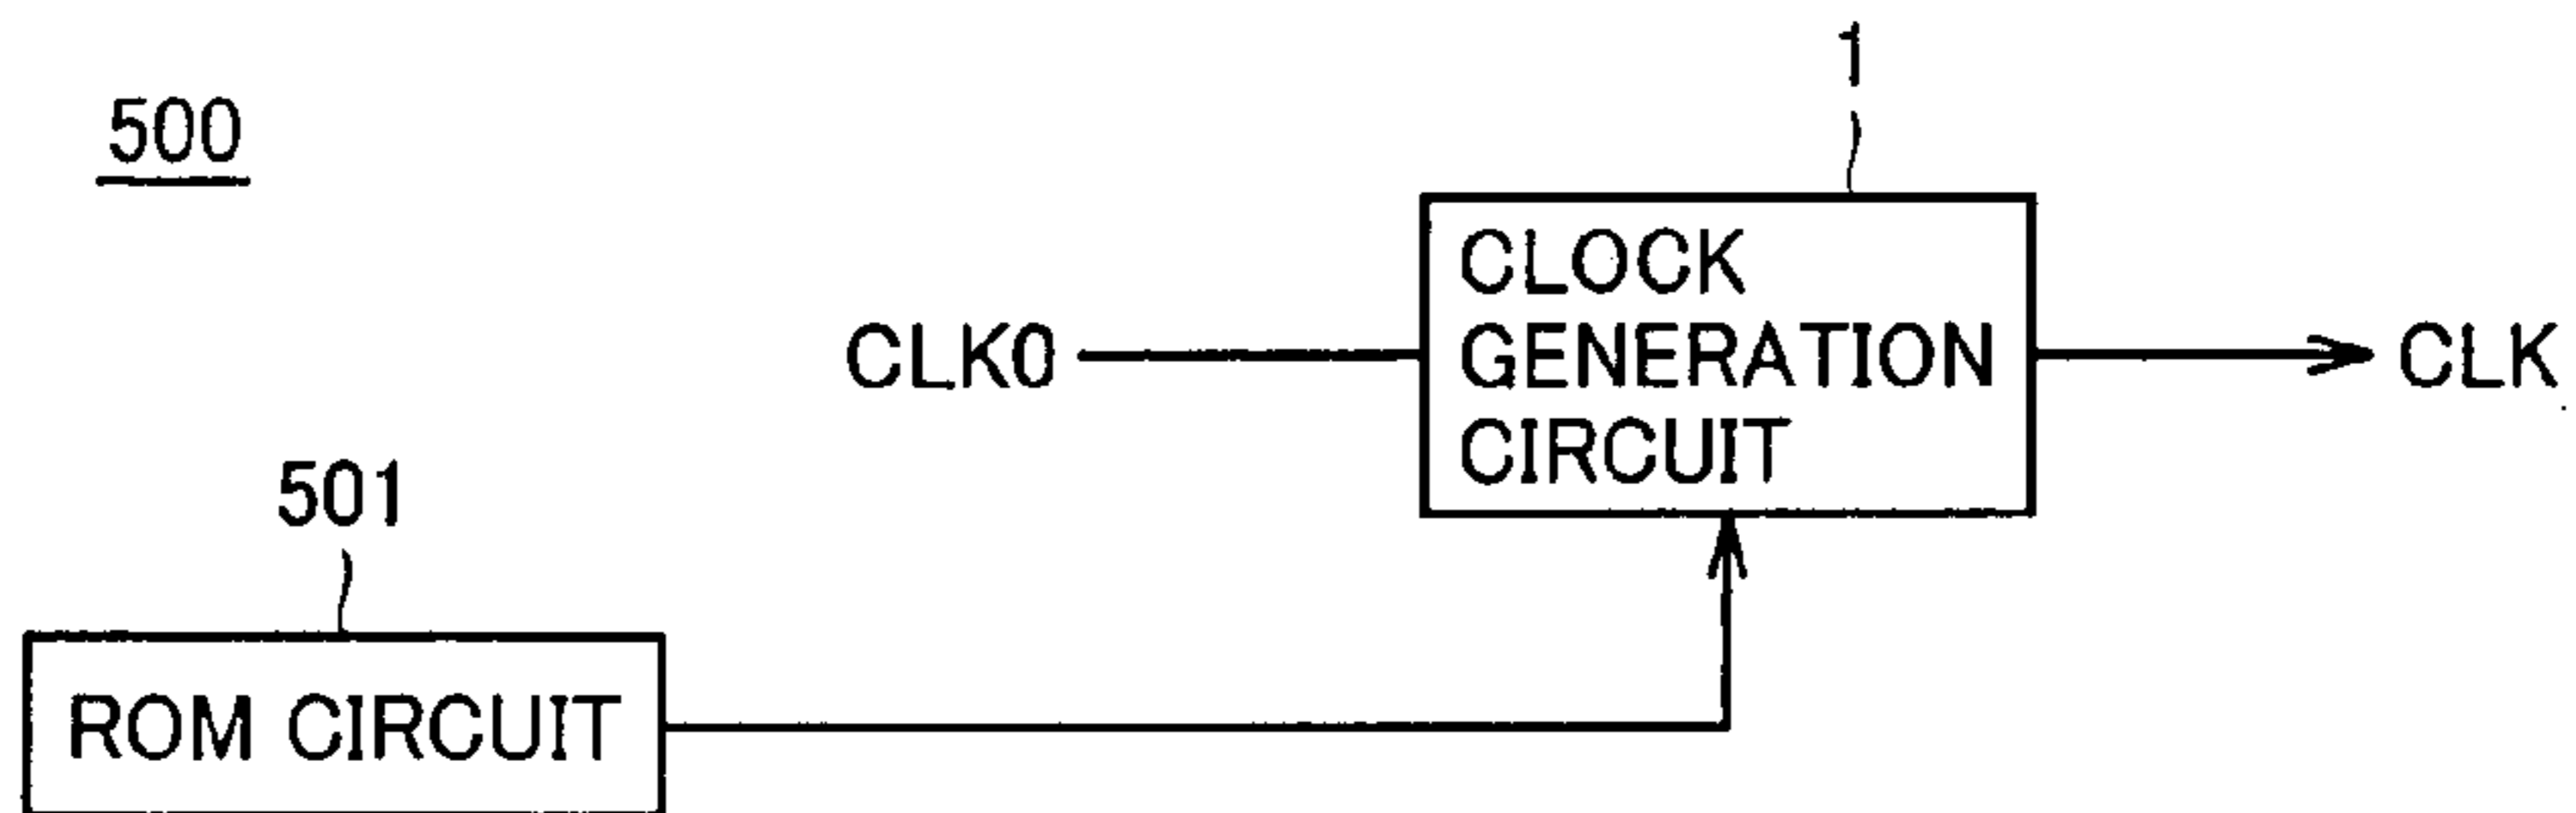 1
500
CLOCK
GENERATION
CIRCUIT
CLK0
CLK
501
ROM CIRCUIT